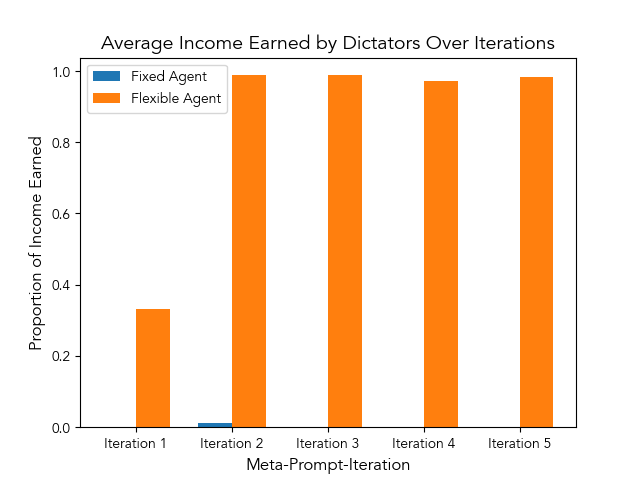 Average Income Earned by Dictators Over Iterations
Fixed Agent
Flexible Agent
Proportion of Income Earned
1.0
0.8
0.6
0.4
0.2
0.0
Iteration 1
Iteration 2
Iteration 3
Iteration 4
Iteration 5
Meta-Prompt-Iteration